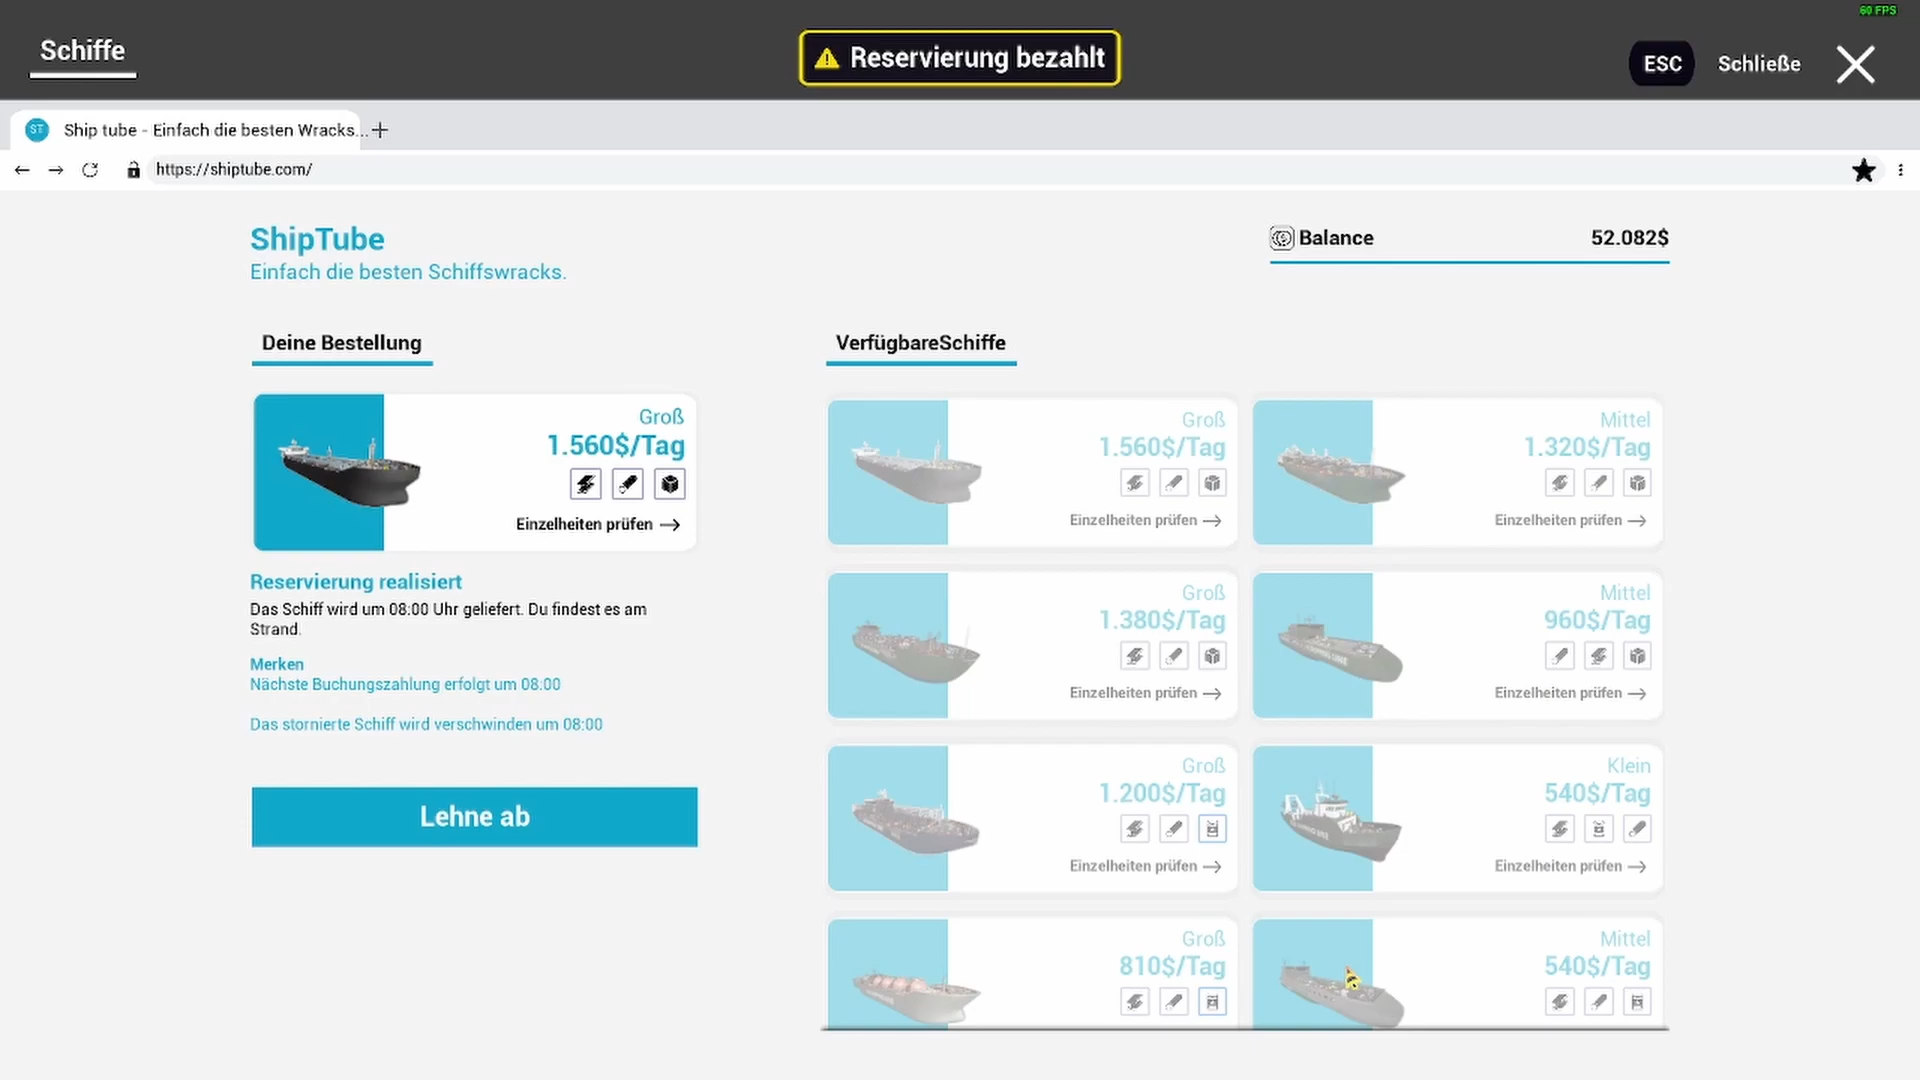 60 FPS
Schiffe
Reservierung bezahlt
ESC Schließe
ST Ship tube - Einfach die besten Wracks...
https://shiptube.com/
ShipTube
Einfach die besten Schiffswracks.
Balance 52.082$
Deine Bestellung
Groß
1.560$/Tag
Einzelheiten prüfen
Reservierung realisiert
Das Schiff wird um 08:00 Uhr geliefert. Du findest es am
Strand.
Merken
Nächste Buchungszahlung erfolgt um 08:00
Das stornierte Schiff wird verschwinden um 08:00
Lehne ab
VerfügbareSchiffe
Groß
1.560$/Tag
Einzelheiten prüfen
Mittel
1.320$/Tag
Einzelheiten prüfen
Groß
1.380$/Tag
Einzelheiten prüfen
Mittel
960$/Tag
Einzelheiten prüfen
Groß
1.200$/Tag
Einzelheiten prüfen
Klein
540$/Tag
Einzelheiten prüfen
Groß
810$/Tag
Mittel
540$/Tag